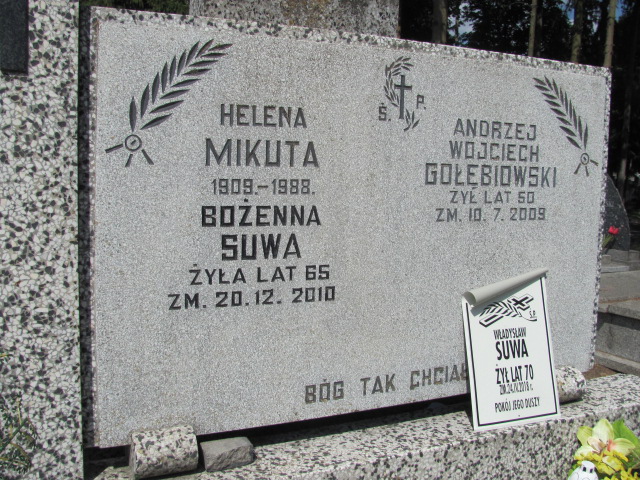 HELENA
MIKUTA
1909.-1988.
BOŻENNA
SUWA
ŻYŁA LAT 65
ZM. 20.12. 2010
Ś. P.
ANDRZEJ
WOJCIECH
GOŁĘBIOWSKI
ŻYŁ LAT 50
ZM. 10.7. 2009
BÓG TAK CHCIAŁ
Ś.P.
WŁADYSŁAW
SUWA
ŻYŁ LAT 70
POKÓJ JEGO DUSZY